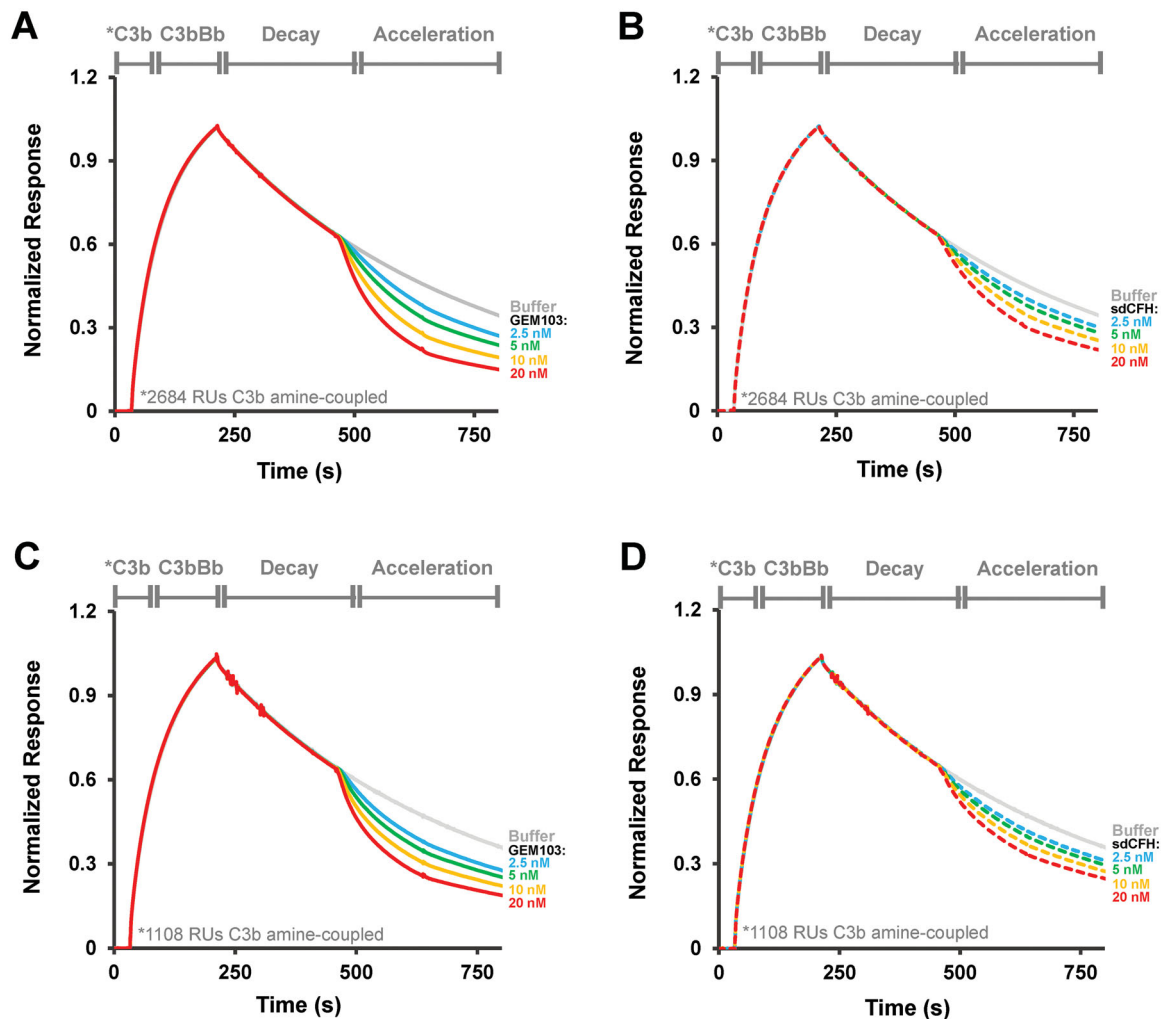 A
*C3b C3bBb Decay Acceleration
1.2
0.9
0.6
0.3
0
Normalized Response
Buffer
GEM103:
2.5 nM
5 nM
10 nM
20 nM
*2684 RUs C3b amine-coupled
0 250 500 750
Time (s)
B
*C3b C3bBb Decay Acceleration
1.2
0.9
0.6
0.3
0
Normalized Response
Buffer
sdCFH:
2.5 nM
5 nM
10 nM
20 nM
*2684 RUs C3b amine-coupled
0 250 500 750
Time (s)
C
*C3b C3bBb Decay Acceleration
1.2
0.9
0.6
0.3
0
Normalized Response
Buffer
GEM103:
2.5 nM
5 nM
10 nM
20 nM
*1108 RUs C3b amine-coupled
0 250 500 750
Time (s)
D
*C3b C3bBb Decay Acceleration
1.2
0.9
0.6
0.3
0
Normalized Response
Buffer
sdCFH:
2.5 nM
5 nM
10 nM
20 nM
*1108 RUs C3b amine-coupled
0 250 500 750
Time (s)